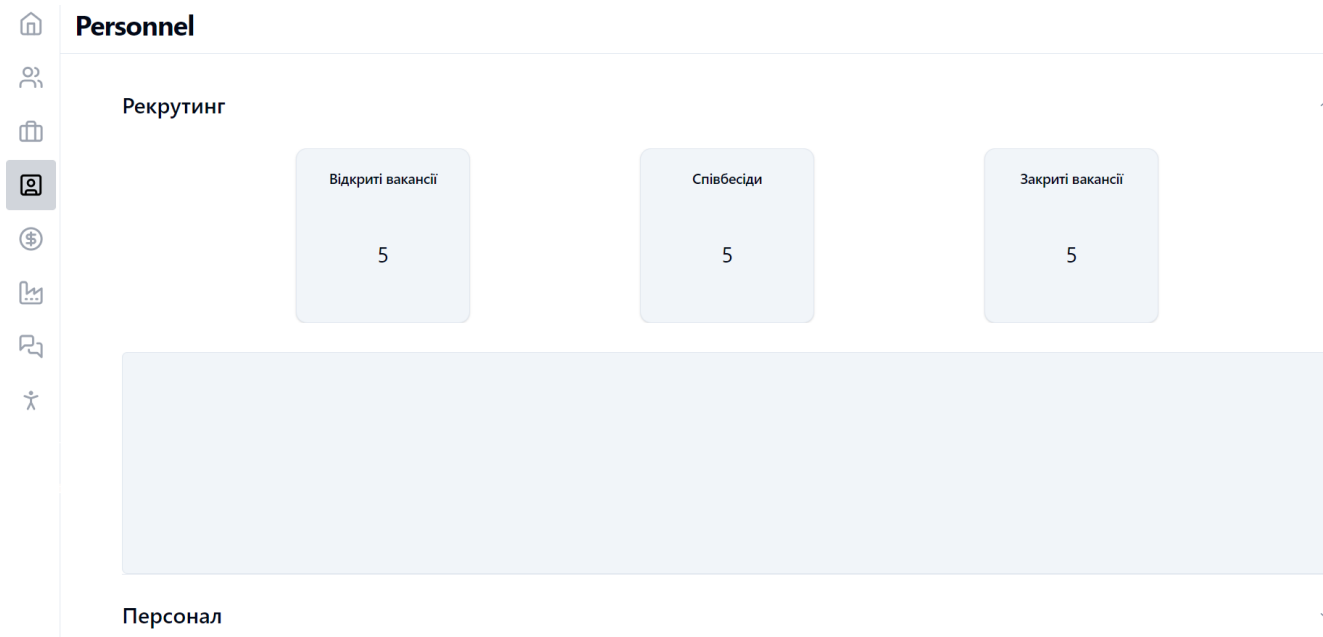 Personnel
Рекрутинг
Відкриті вакансії
Співбесіди
Закриті вакансії
5
5
5
Персонал